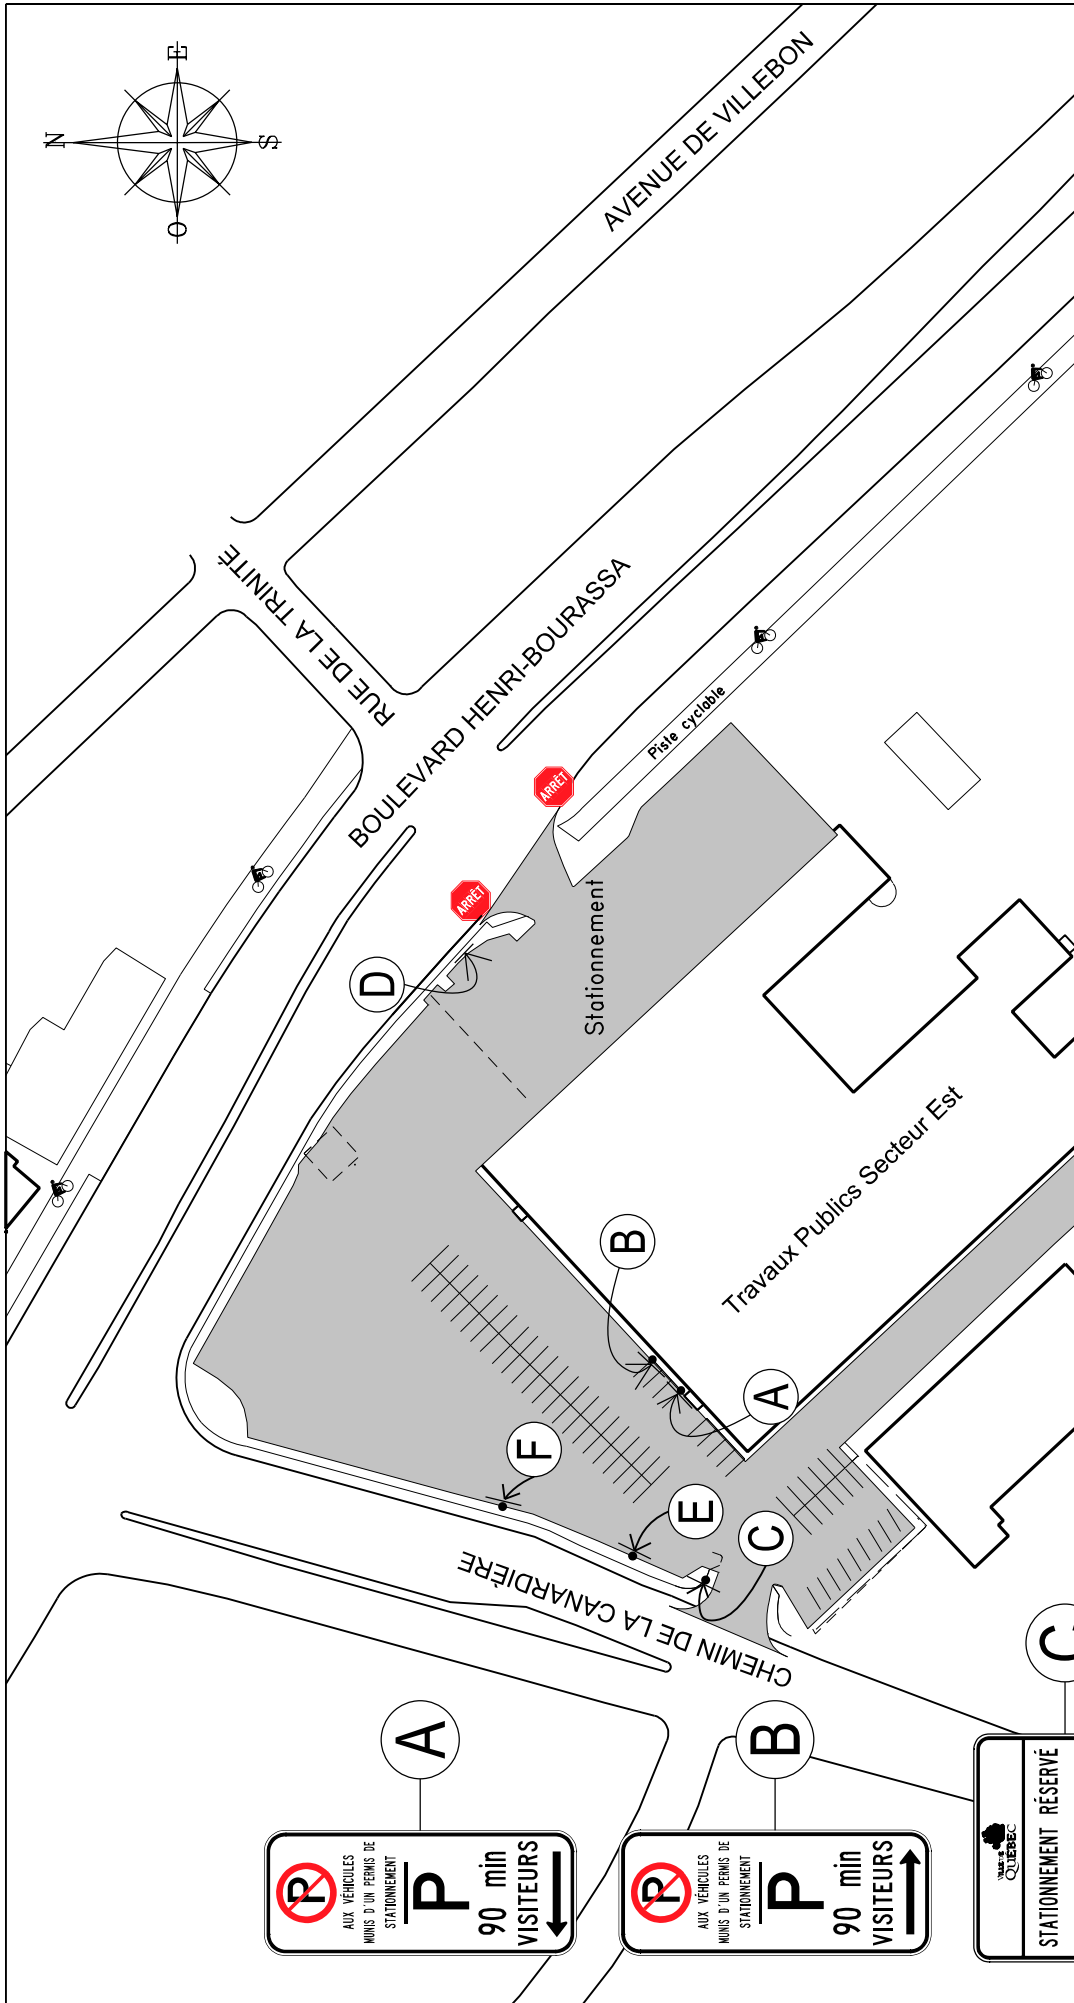 N
E
S
O
AVENUE DE VILLEBON
RUE DE LA TRINITÉ
BOULEVARD HENRI-BOURASSA
Piste cyclable
ARRÊT
ARRÊT
D
Stationnement
B
A
Travaux Publics Secteur Est
F
E
C
CHEMIN DE LA CANARDIÈRE
A
P
AUX VÉHICULES
MUNIS D'UN PERMIS DE
STATIONNEMENT
P
90 min
VISITEURS
B
P
AUX VÉHICULES
MUNIS D'UN PERMIS DE
STATIONNEMENT
P
90 min
VISITEURS
C
VILLE DE
QUÉBEC
STATIONNEMENT RÉSERVÉ